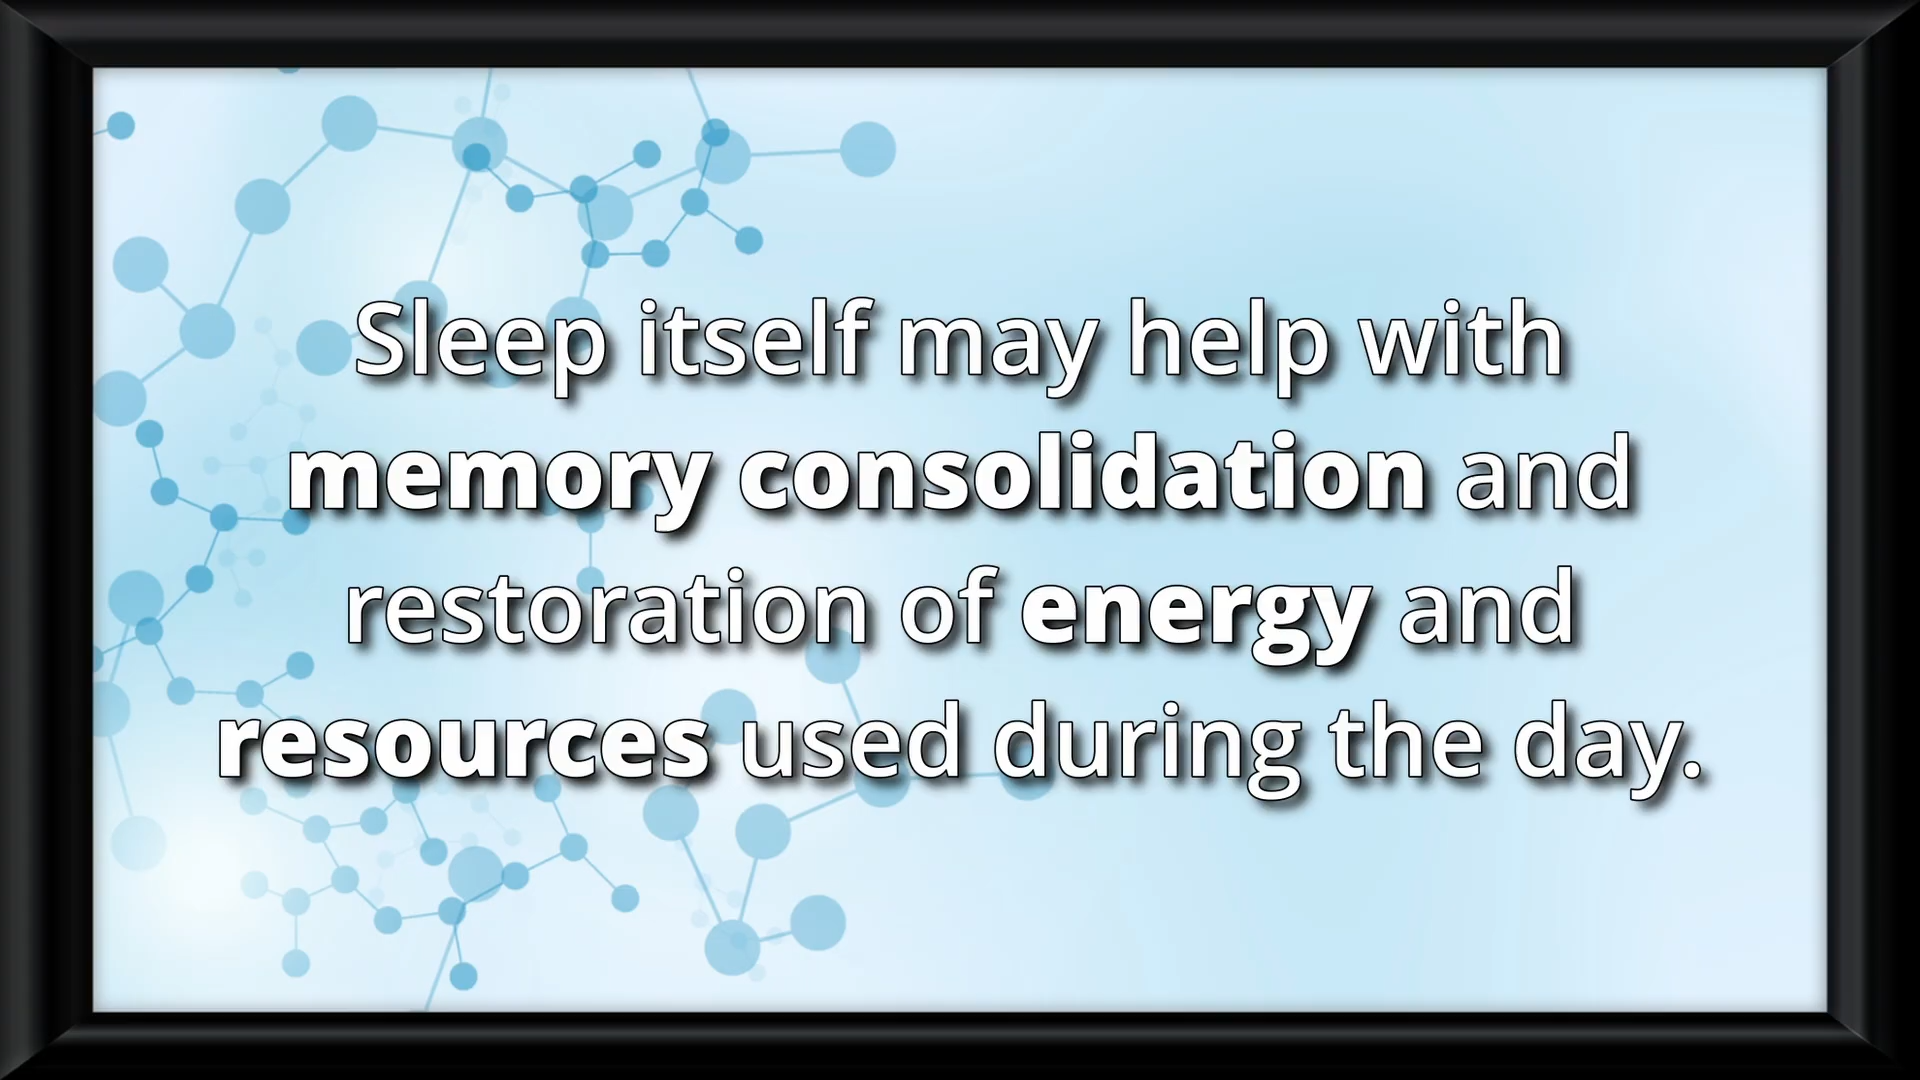 Sleep itself may help with
memory consolidation and
restoration of energy and
resources used during the day.